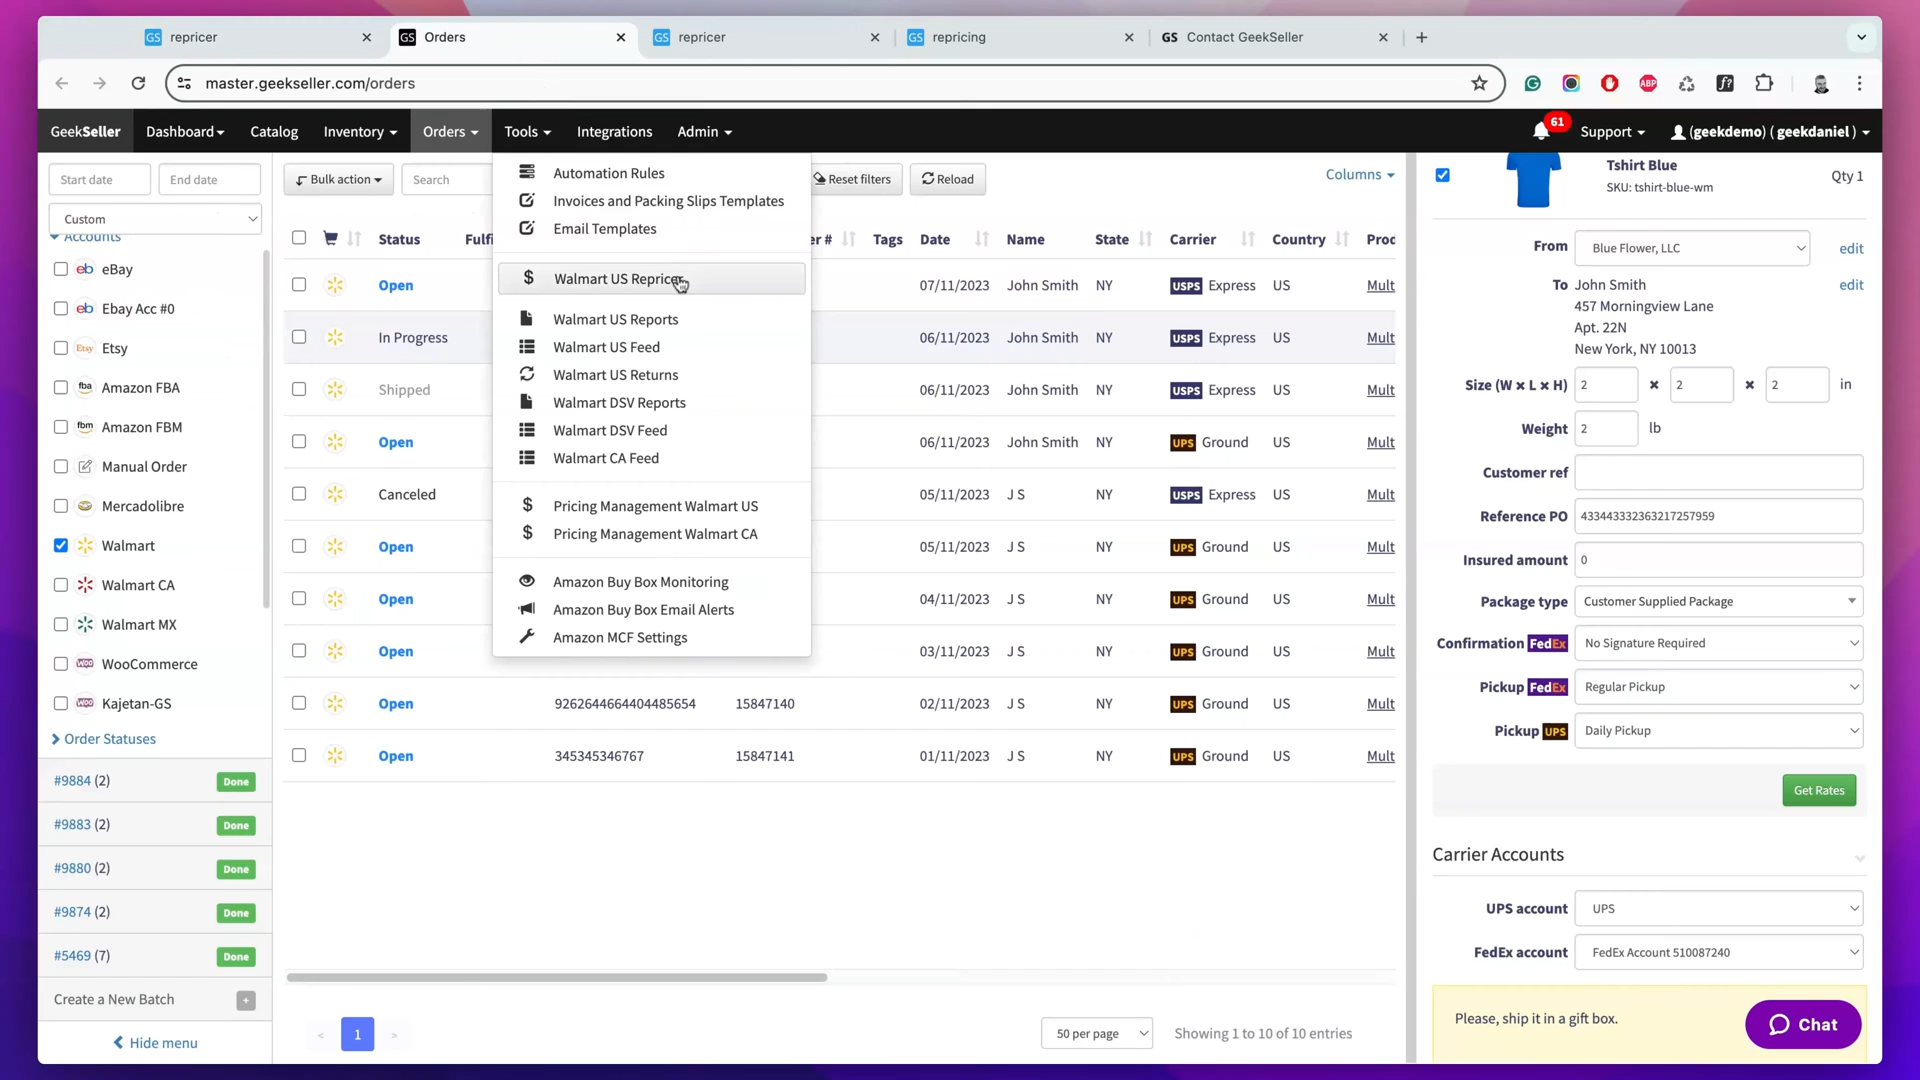 GS repricer
GS Orders
GS repricer
GS repricing
GS Contact GeekSeller
master.geekseller.com/orders
ABP
f?
GeekSeller Dashboard Catalog Inventory Orders Tools Integrations Admin 61 Support (geekdemo) ( geekdaniel )
Start date End date
Custom
Accounts
eb eBay
eb Ebay Acc #0
Etsy Etsy
fba Amazon FBA
fbm Amazon FBM
Manual Order
Mercadolibre
Walmart
Walmart CA
Walmart MX
WOO WooCommerce
WOO Kajetan-GS
Order Statuses
#9884 (2) Done
#9883 (2) Done
#9880 (2) Done
#9874 (2) Done
#5469 (7) Done
Create a New Batch +
Hide menu
Bulk action Search Reset filters Reload Columns
Automation Rules
Invoices and Packing Slips Templates
Email Templates
$ Walmart US Repricer
Walmart US Reports
Walmart US Feed
Walmart US Returns
Walmart DSV Reports
Walmart DSV Feed
Walmart CA Feed
$ Pricing Management Walmart US
$ Pricing Management Walmart CA
Amazon Buy Box Monitoring
Amazon Buy Box Email Alerts
Amazon MCF Settings
Status Fulfi r # Tags Date Name State Carrier Country Prod
Open 07/11/2023 John Smith NY USPS Express US Mult
In Progress 06/11/2023 John Smith NY USPS Express US Mult
Shipped 06/11/2023 John Smith NY USPS Express US Mult
Open 06/11/2023 John Smith NY UPS Ground US Mult
Canceled 05/11/2023 J S NY USPS Express US Mult
Open 05/11/2023 J S NY UPS Ground US Mult
Open 04/11/2023 J S NY UPS Ground US Mult
Open 03/11/2023 J S NY UPS Ground US Mult
Open 9262644664404485654 15847140 02/11/2023 J S NY UPS Ground US Mult
Open 345345346767 15847141 01/11/2023 J S NY UPS Ground US Mult
< 1 > 50 per page Showing 1 to 10 of 10 entries
Tshirt Blue
SKU: tshirt-blue-wm
Qty 1
From Blue Flower, LLC edit
To John Smith edit
457 Morningview Lane
Apt. 22N
New York, NY 10013
Size (W × L × H) 2 × 2 × 2 in
Weight 2 lb
Customer ref
Reference PO 433443332363217257959
Insured amount 0
Package type Customer Supplied Package
Confirmation FedEx No Signature Required
Pickup FedEx Regular Pickup
Pickup UPS Daily Pickup
Get Rates
Carrier Accounts
UPS account UPS
FedEx account FedEx Account 510087240
Please, ship it in a gift box.
Chat